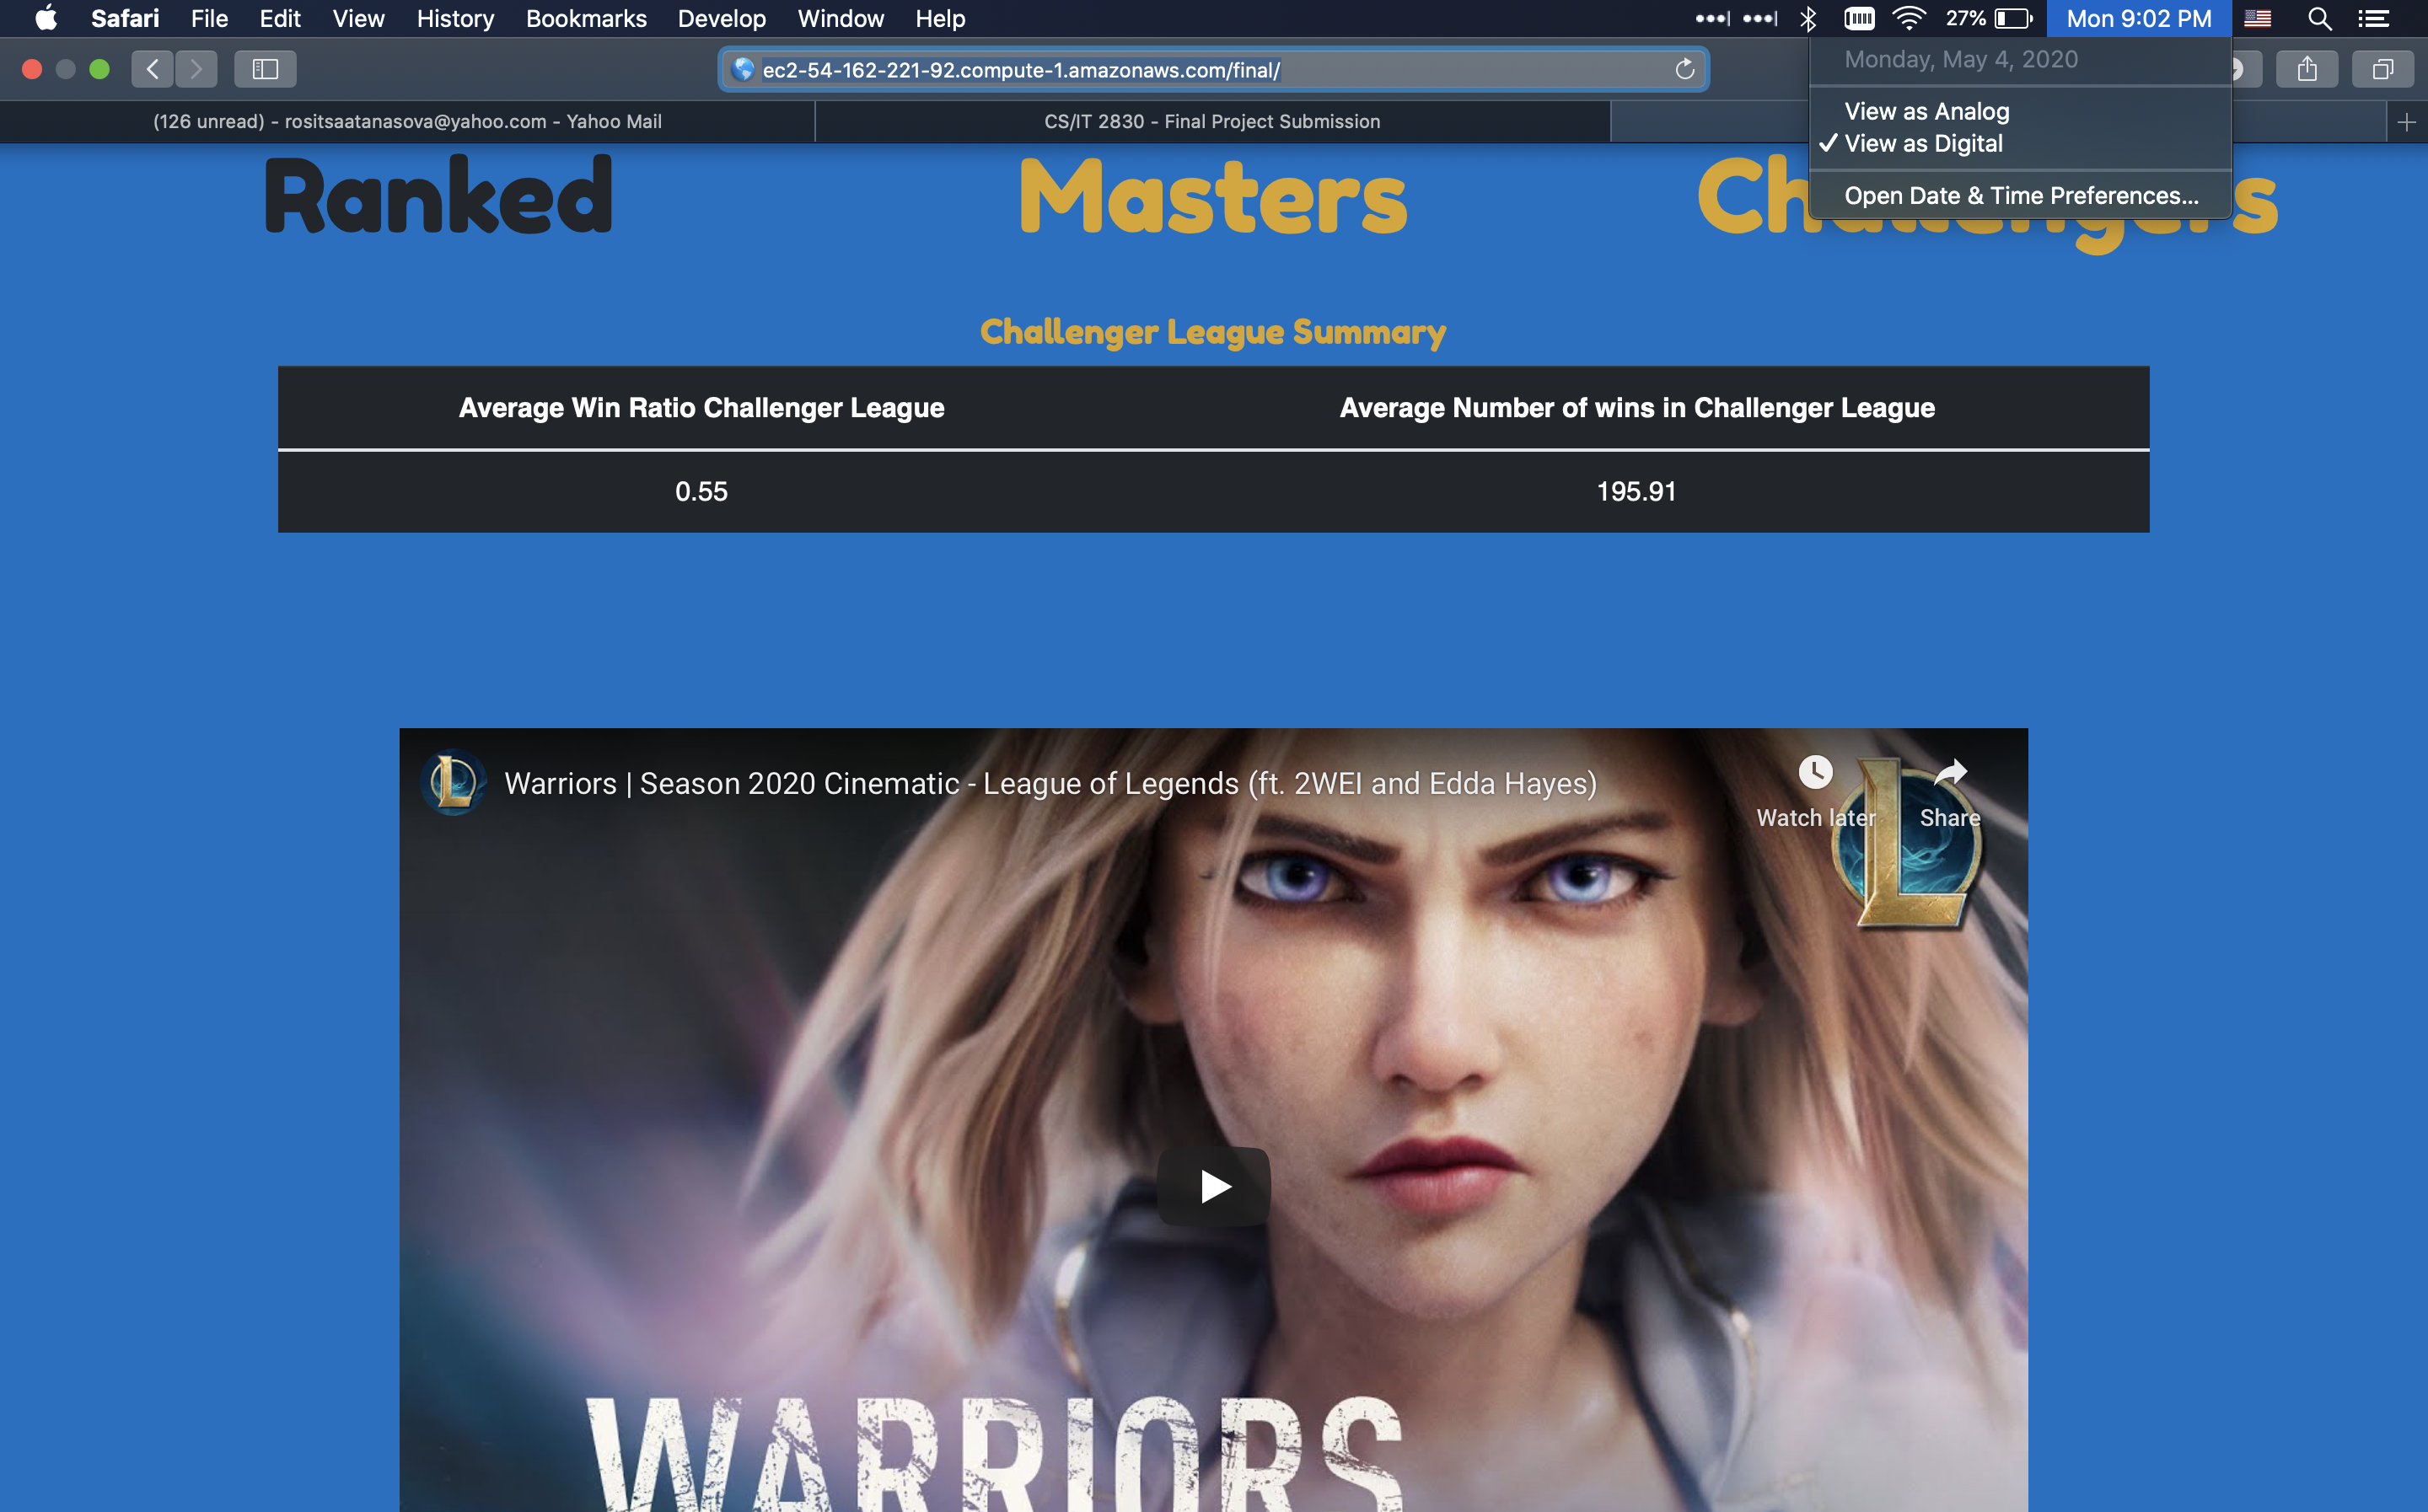 Safari File Edit View History Bookmarks Develop Window Help 27% Mon 9:02 PM
Monday, May 4, 2020
View as Analog
✓ View as Digital
Open Date & Time Preferences...
ec2-54-162-221-92.compute-1.amazonaws.com/final/
(126 unread) - rositsaatanasova@yahoo.com - Yahoo Mail
CS/IT 2830 - Final Project Submission
Ranked Masters Challengers
Challenger League Summary
Average Win Ratio Challenger League Average Number of wins in Challenger League
0.55 195.91
Warriors | Season 2020 Cinematic - League of Legends (ft. 2WEI and Edda Hayes)
Watch later Share
WARRIORS